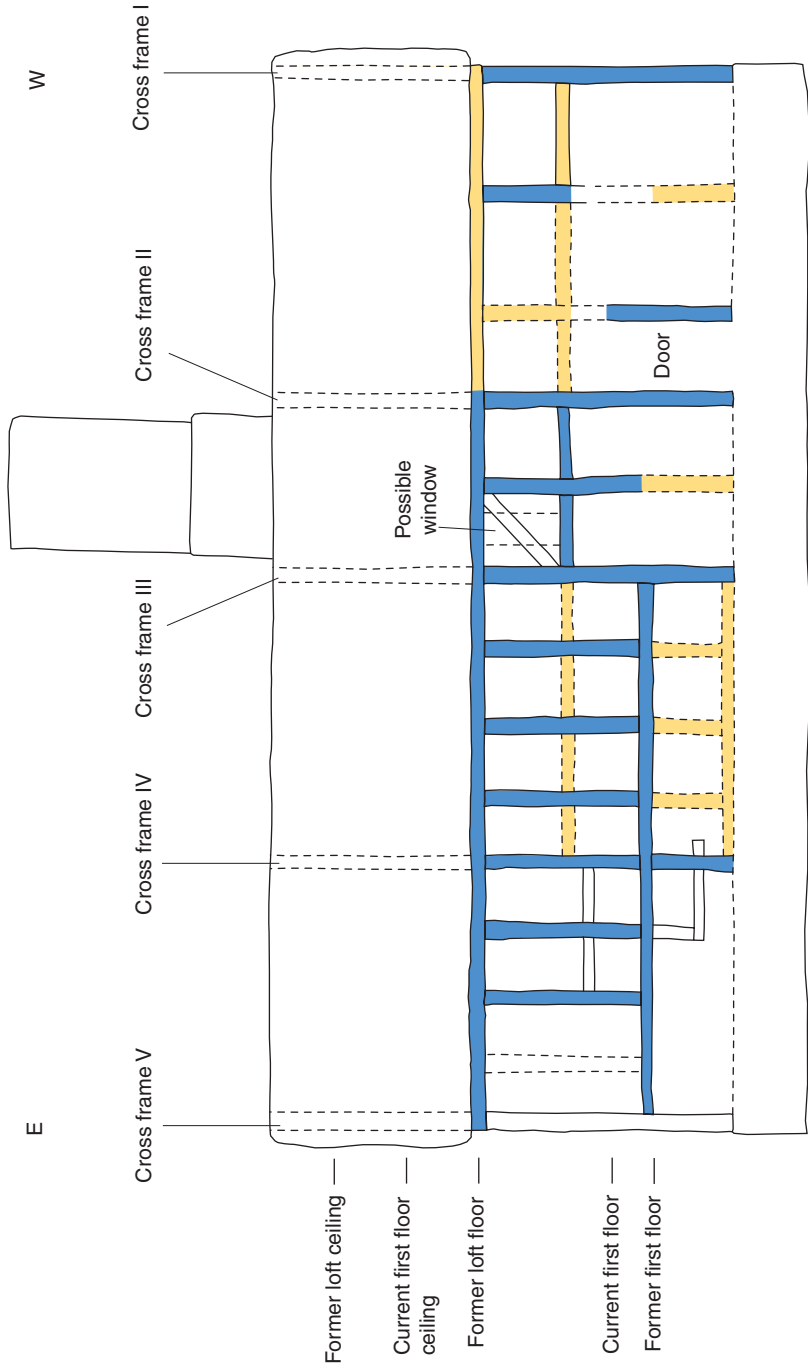 E
W
Cross frame V
Cross frame IV
Cross frame III
Cross frame II
Cross frame I
Former loft ceiling
Current first floor
ceiling
Former loft floor
Current first floor
Former first floor
Possible
window
Door